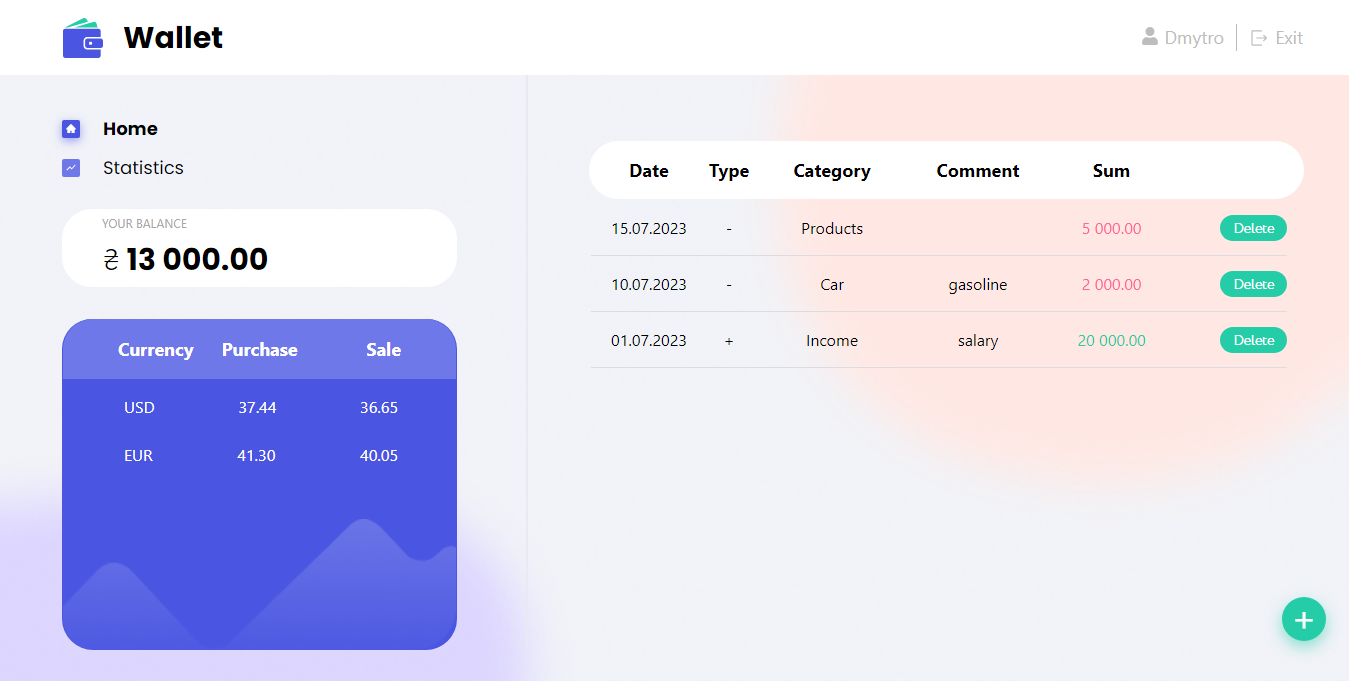 Wallet
Dmytro
Exit
Home
Statistics
YOUR BALANCE
₴ 13 000.00
Currency Purchase Sale
USD 37.44 36.65
EUR 41.30 40.05
Date Type Category Comment Sum
15.07.2023 - Products 5 000.00 Delete
10.07.2023 - Car gasoline 2 000.00 Delete
01.07.2023 + Income salary 20 000.00 Delete
+